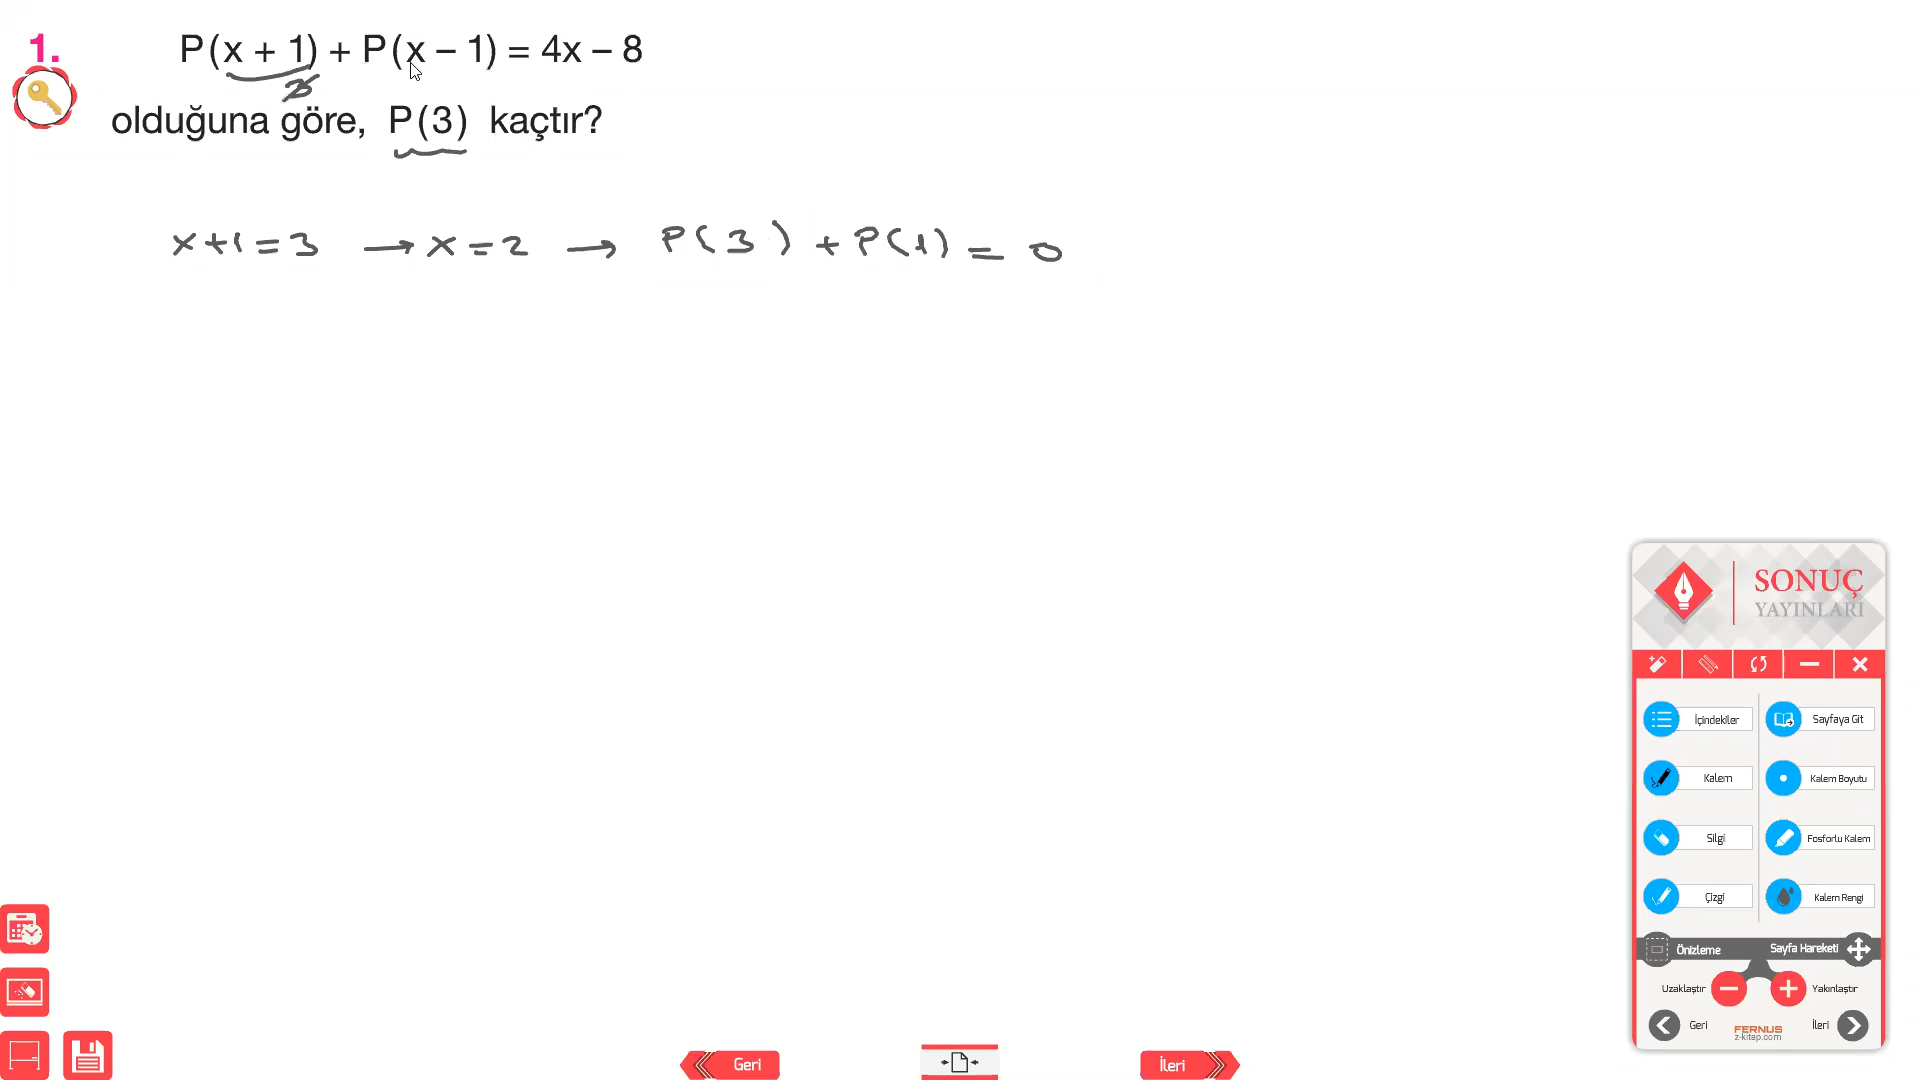 1.
P(x + 1) + P(x – 1) = 4x – 8
3
olduğuna göre, P(3) kaçtır?
x+1=3 → x=2 → P(3) + P(1) = 0
SONUÇ
YAYINLARI
İçindekiler
Sayfaya Git
Kalem
Kalem Boyutu
Silgi
Fosforlu Kalem
Çizgi
Kalem Rengi
Önizleme
Sayfa Hareketi
Uzaklaştır
Yakınlaştır
Geri
FERNUS
z-kitap.com
İleri
Geri
İleri